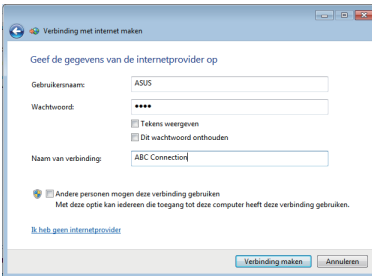 Verbinding met internet maken
Geef de gegevens van de internetprovider op
Gebruikersnaam: ASUS
Wachtwoord: ••••
Tekens weergeven
Dit wachtwoord onthouden
Naam van verbinding: ABC Connection
Andere personen mogen deze verbinding gebruiken
Met deze optie kan iedereen die toegang tot deze computer heeft deze verbinding gebruiken.
Ik heb geen internetprovider
Verbinding maken Annuleren